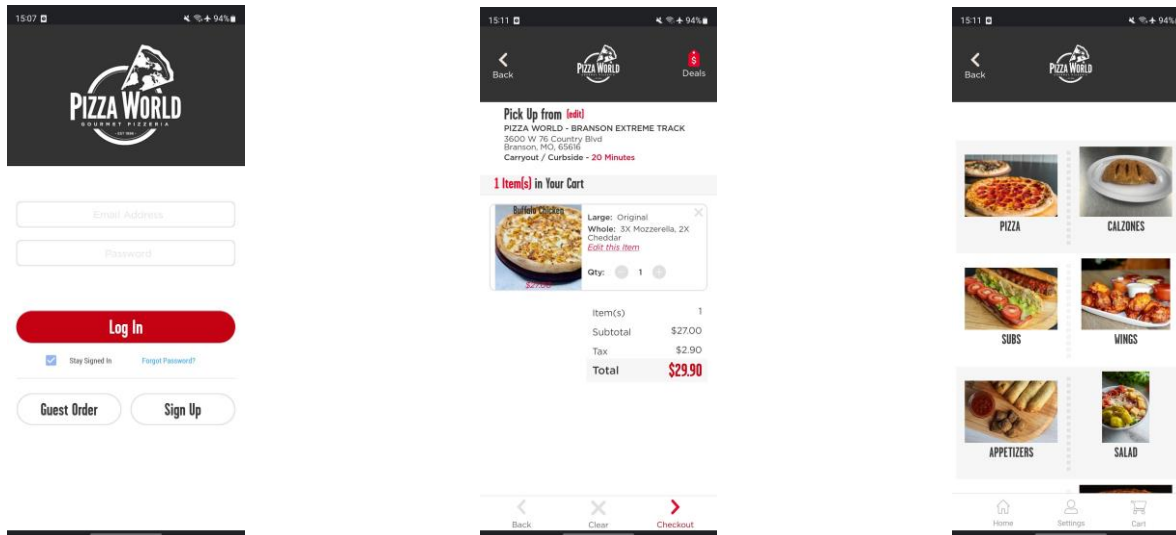 15:07
94%
PIZZA WORLD
GOURMET PIZZERIA
Email Address
Password
Log In
Stay Signed In
Forgot Password?
Guest Order
Sign Up
15:11
94%
Back
PIZZA WORLD
Deals
Pick Up from [edit]
PIZZA WORLD - BRANSON EXTREME TRACK
3600 W 76 Country Blvd
Branson, MO, 65616
Carryout / Curbside - 20 Minutes
1 Item(s) in Your Cart
Buffalo Chicken
$27.00
Large: Original
Whole: 3X Mozzerella, 2X
Cheddar
Edit this item
Qty: 1
Item(s) 1
Subtotal $27.00
Tax $2.90
Total $29.90
Back
Clear
Checkout
15:11
94%
Back
PIZZA WORLD
PIZZA
CALZONES
SUBS
WINGS
APPETIZERS
SALAD
Home
Settings
Cart